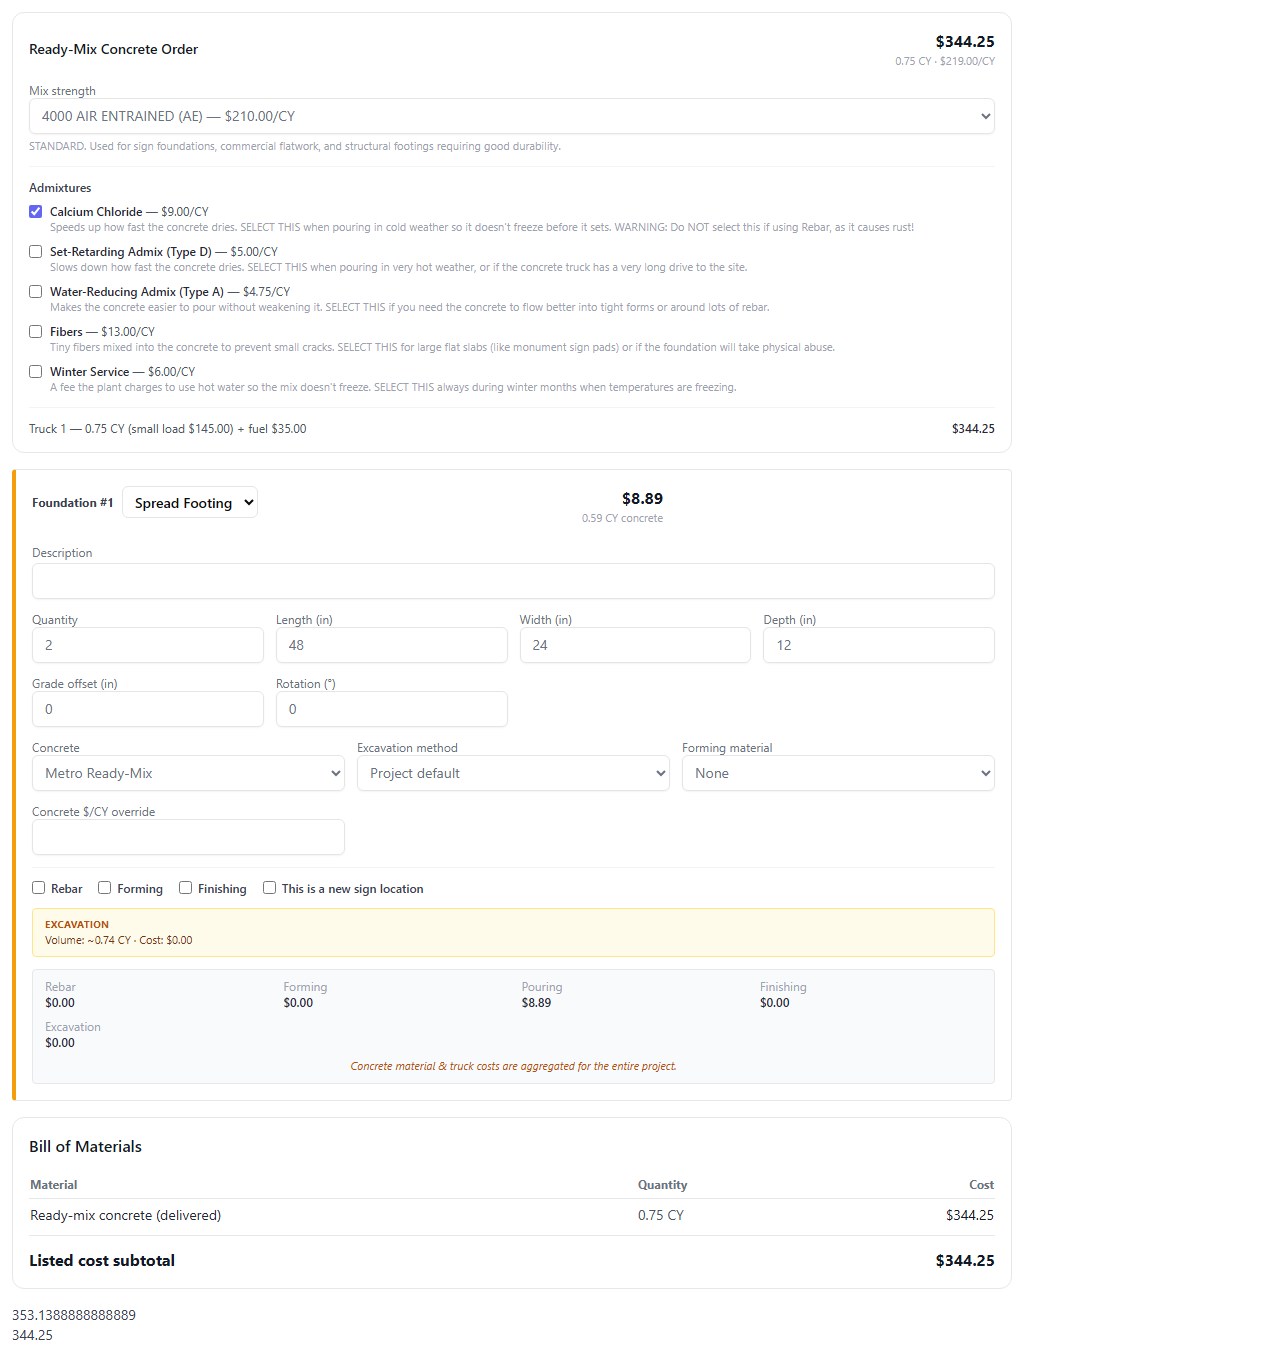 Ready-Mix Concrete Order
$344.25
0.75 CY · $219.00/CY
Mix strength
4000 AIR ENTRAINED (AE) — $210.00/CY
STANDARD. Used for sign foundations, commercial flatwork, and structural footings requiring good durability.
Admixtures
Calcium Chloride — $9.00/CY
Speeds up how fast the concrete dries. SELECT THIS when pouring in cold weather so it doesn't freeze before it sets. WARNING: Do NOT select this if using Rebar, as it causes rust!
Set-Retarding Admix (Type D) — $5.00/CY
Slows down how fast the concrete dries. SELECT THIS when pouring in very hot weather, or if the concrete truck has a very long drive to the site.
Water-Reducing Admix (Type A) — $4.75/CY
Makes the concrete easier to pour without weakening it. SELECT THIS if you need the concrete to flow better into tight forms or around lots of rebar.
Fibers — $13.00/CY
Tiny fibers mixed into the concrete to prevent small cracks. SELECT THIS for large flat slabs (like monument sign pads) or if the foundation will take physical abuse.
Winter Service — $6.00/CY
A fee the plant charges to use hot water so the mix doesn't freeze. SELECT THIS always during winter months when temperatures are freezing.
Truck 1 — 0.75 CY (small load $145.00) + fuel $35.00 $344.25
Foundation #1 Spread Footing
$8.89
0.59 CY concrete
Description
Quantity Length (in) Width (in) Depth (in)
2 48 24 12
Grade offset (in) Rotation (°)
0 0
Concrete Excavation method Forming material
Metro Ready-Mix Project default None
Concrete $/CY override
Rebar Forming Finishing This is a new sign location
EXCAVATION
Volume: ~0.74 CY · Cost: $0.00
Rebar Forming Pouring Finishing
$0.00 $0.00 $8.89 $0.00
Excavation
$0.00
Concrete material & truck costs are aggregated for the entire project.
Bill of Materials
Material Quantity Cost
Ready-mix concrete (delivered) 0.75 CY $344.25
Listed cost subtotal $344.25
353.1388888888889
344.25